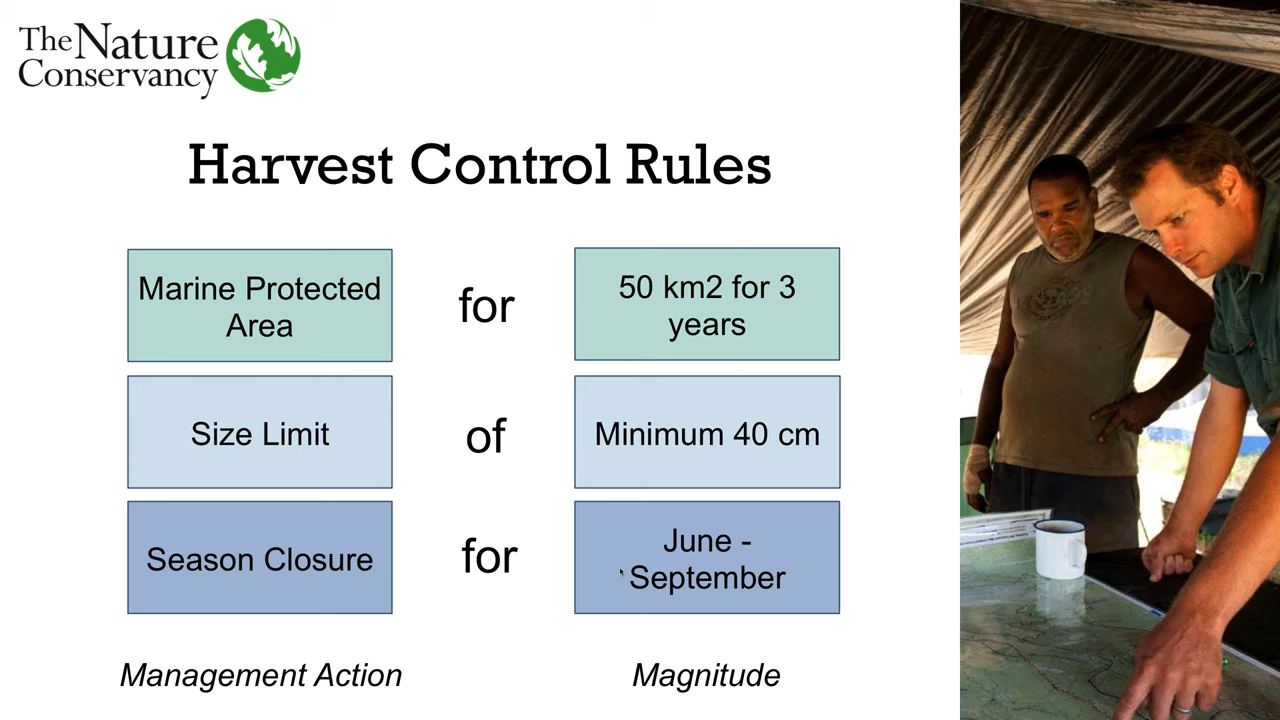 The Nature
Conservancy
Harvest Control Rules
Marine Protected
Area
for
50 km2 for 3
years
Size Limit
of
Minimum 40 cm
Season Closure
for
June -
September
Management Action
Magnitude